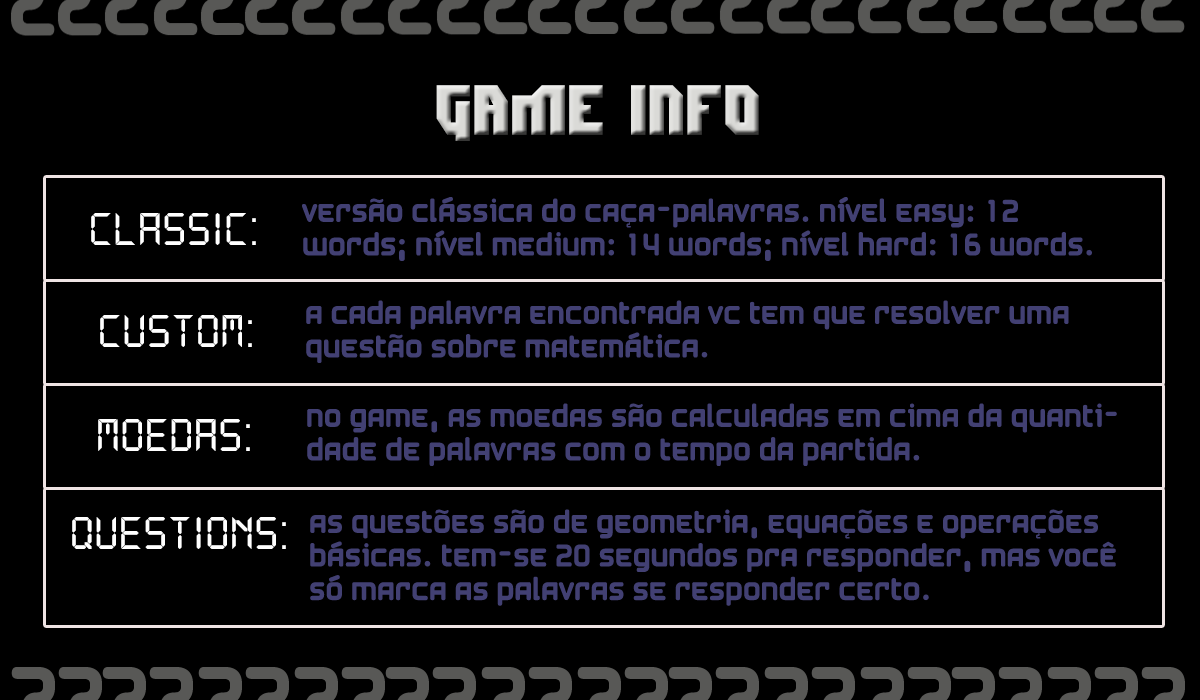 GAME INFO
CLASSIC:
versão clássica do caça-palavras. nível easy: 12
words; nível medium: 14 words; nível hard: 16 words.
CUSTOM:
a cada palavra encontrada vc tem que resolver uma
questão sobre matemática.
MOEDAS:
no game, as moedas são calculadas em cima da quanti-
dade de palavras com o tempo da partida.
QUESTIONS:
as questões são de geometria, equações e operações
básicas. tem-se 20 segundos pra responder, mas você
só marca as palavras se responder certo.